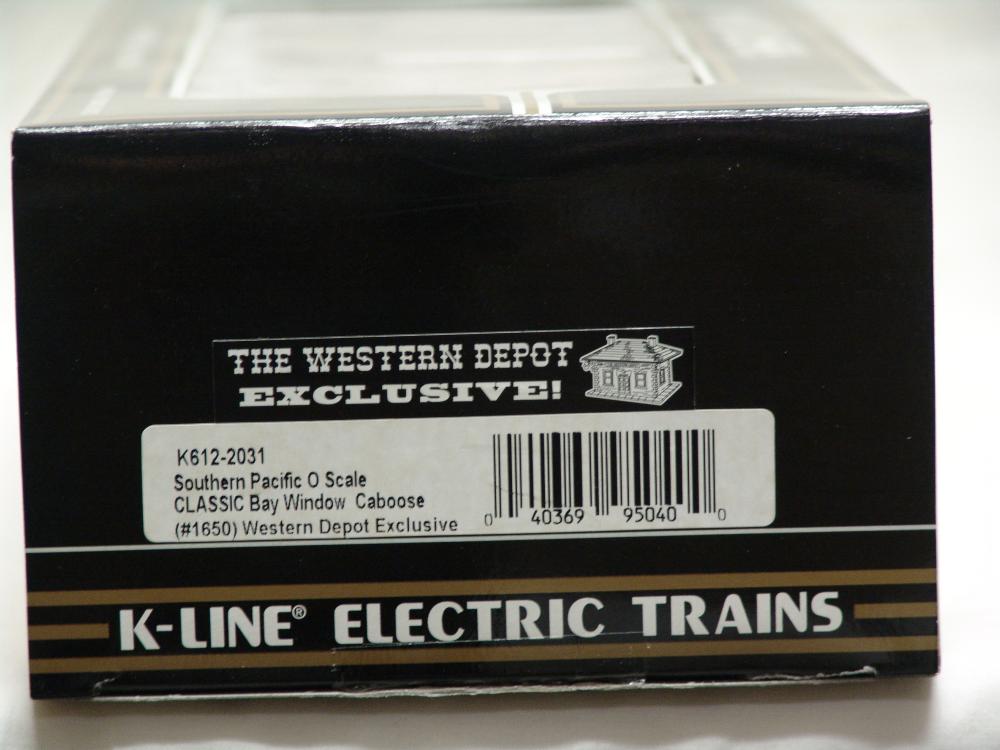 THE WESTERN DEPOT
EXCLUSIVE!
K612-2031
Southern Pacific O Scale
CLASSIC Bay Window Caboose
(#1650) Western Depot Exclusive
0 40369 95040 0
K-LINE® ELECTRIC TRAINS